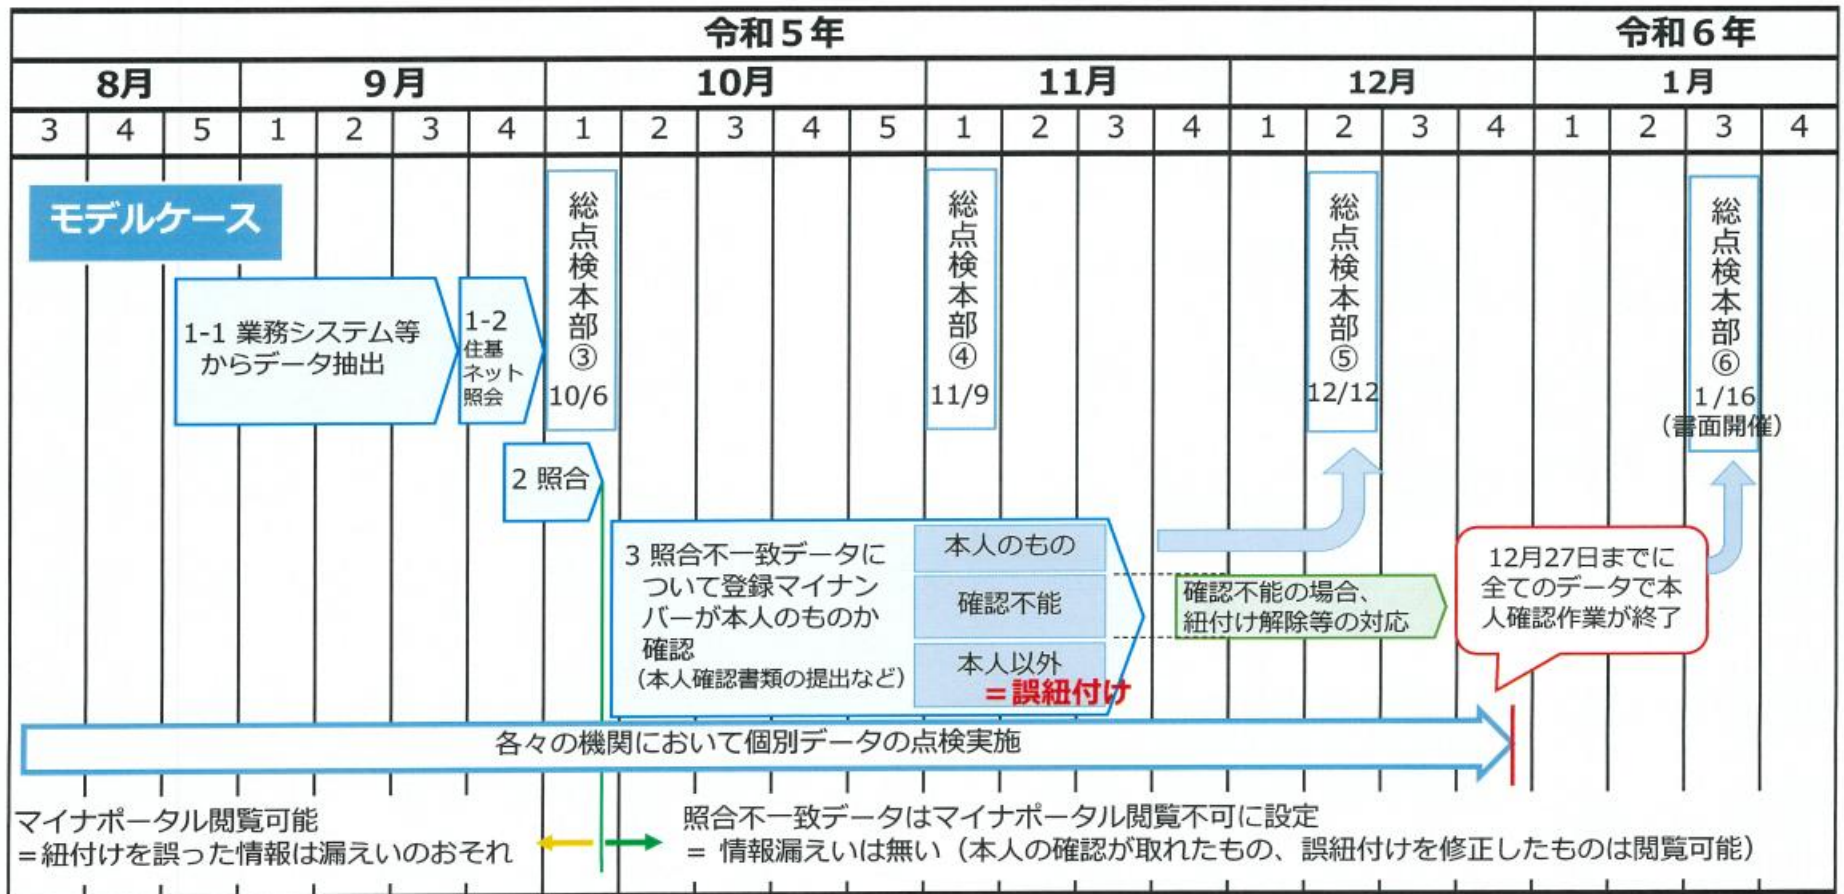 令和５年
令和６年
8月
9月
10月
11月
12月
1月
3 4 5 1 2 3 4 1 2 3 4 5 1 2 3 4 1 2 3 4 1 2 3 4
モデルケース
総点検本部③
10/6
総点検本部④
11/9
総点検本部⑤
12/12
総点検本部⑥
１/16
（書面開催）
1-1 業務システム等
からデータ抽出
1-2
住基
ネット
照会
2 照合
3 照合不一致データに
ついて登録マイナン
バーが本人のものか
確認
（本人確認書類の提出など）
本人のもの
確認不能
本人以外
＝誤紐付け
確認不能の場合、
紐付け解除等の対応
12月27日までに
全てのデータで本
人確認作業が終了
各々の機関において個別データの点検実施
マイナポータル閲覧可能
＝紐付けを誤った情報は漏えいのおそれ
照合不一致データはマイナポータル閲覧不可に設定
＝ 情報漏えいは無い（本人の確認が取れたもの、誤紐付けを修正したものは閲覧可能）